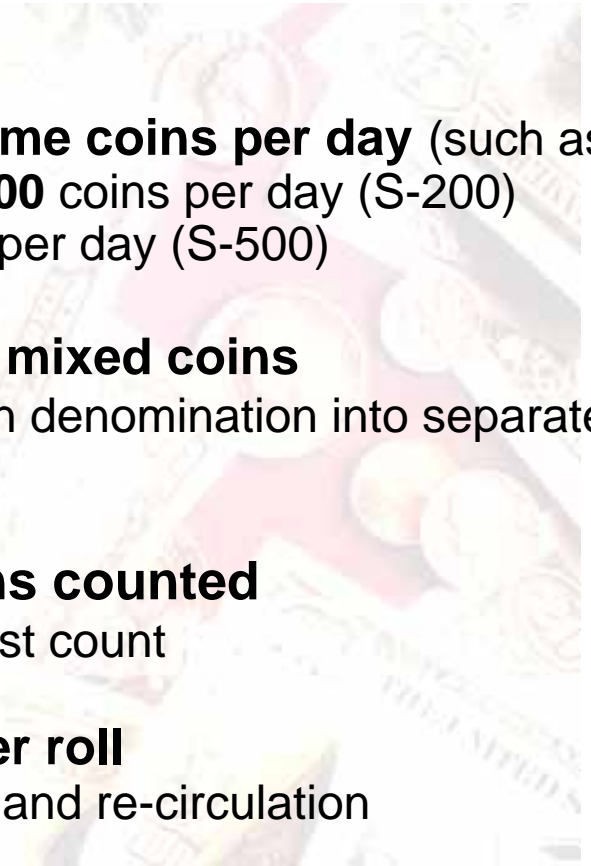 me coins per day (such as
00 coins per day (S-200)
per day (S-500)
mixed coins
n denomination into separate
ns counted
st count
er roll
and re-circulation